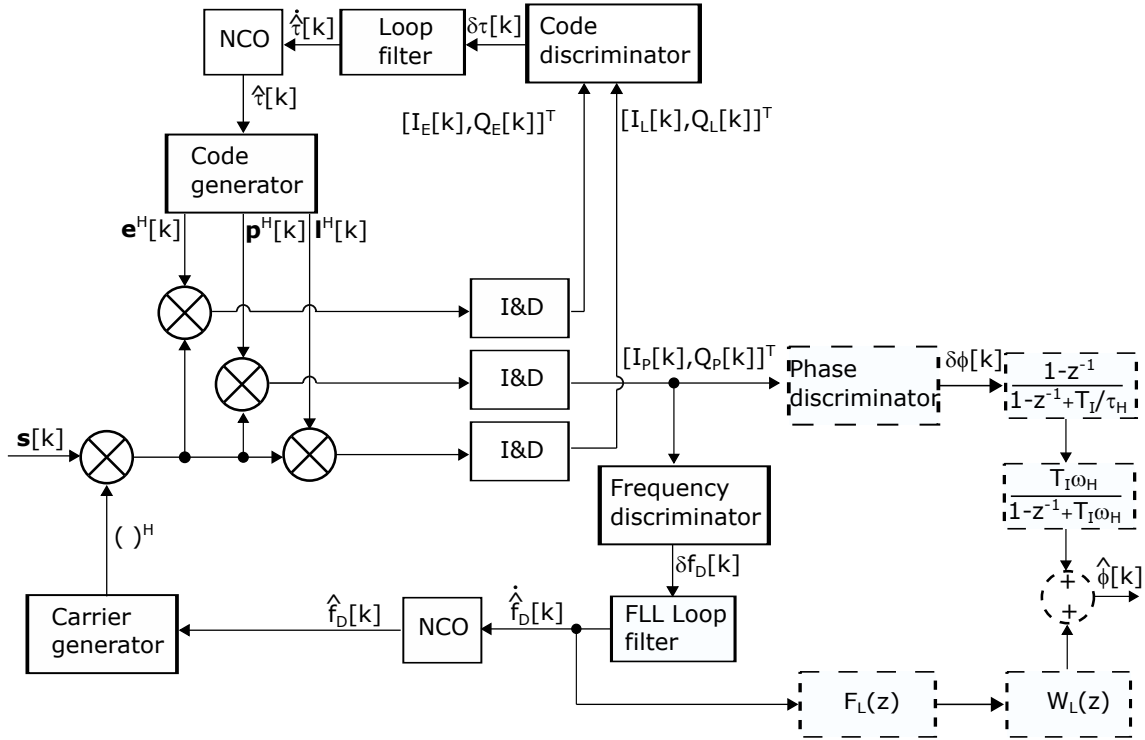 NCO
τ̂̇[k]
Loop
filter
δτ[k]
Code
discriminator
τ̂[k]
[I_E[k],Q_E[k]]^T
[I_L[k],Q_L[k]]^T
Code
generator
e^H[k]
p^H[k]
l^H[k]
I&D
I&D
I&D
[I_P[k],Q_P[k]]^T
Phase
discriminator
δϕ[k]
1-z^-1
1-z^-1+T_I/τ_H
s[k]
Frequency
discriminator
T_Iω_H
1-z^-1+T_Iω_H
( )^H
δf_D[k]
+
+
ϕ̂[k]
Carrier
generator
f̂_D[k]
NCO
f̂̇_D[k]
FLL Loop
filter
F_L(z)
W_L(z)